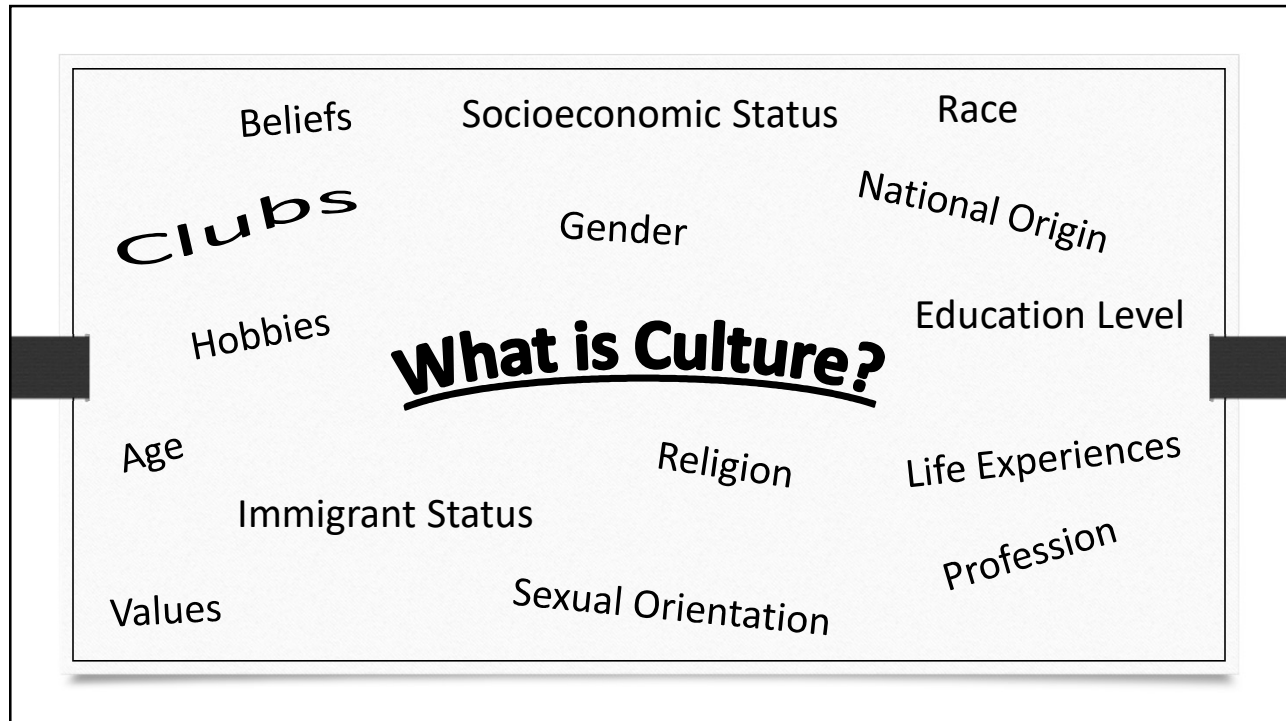 Beliefs
Socioeconomic Status
Race
Clubs
Gender
National Origin
Hobbies
What is Culture?
Education Level
Age
Religion
Life Experiences
Immigrant Status
Profession
Values
Sexual Orientation